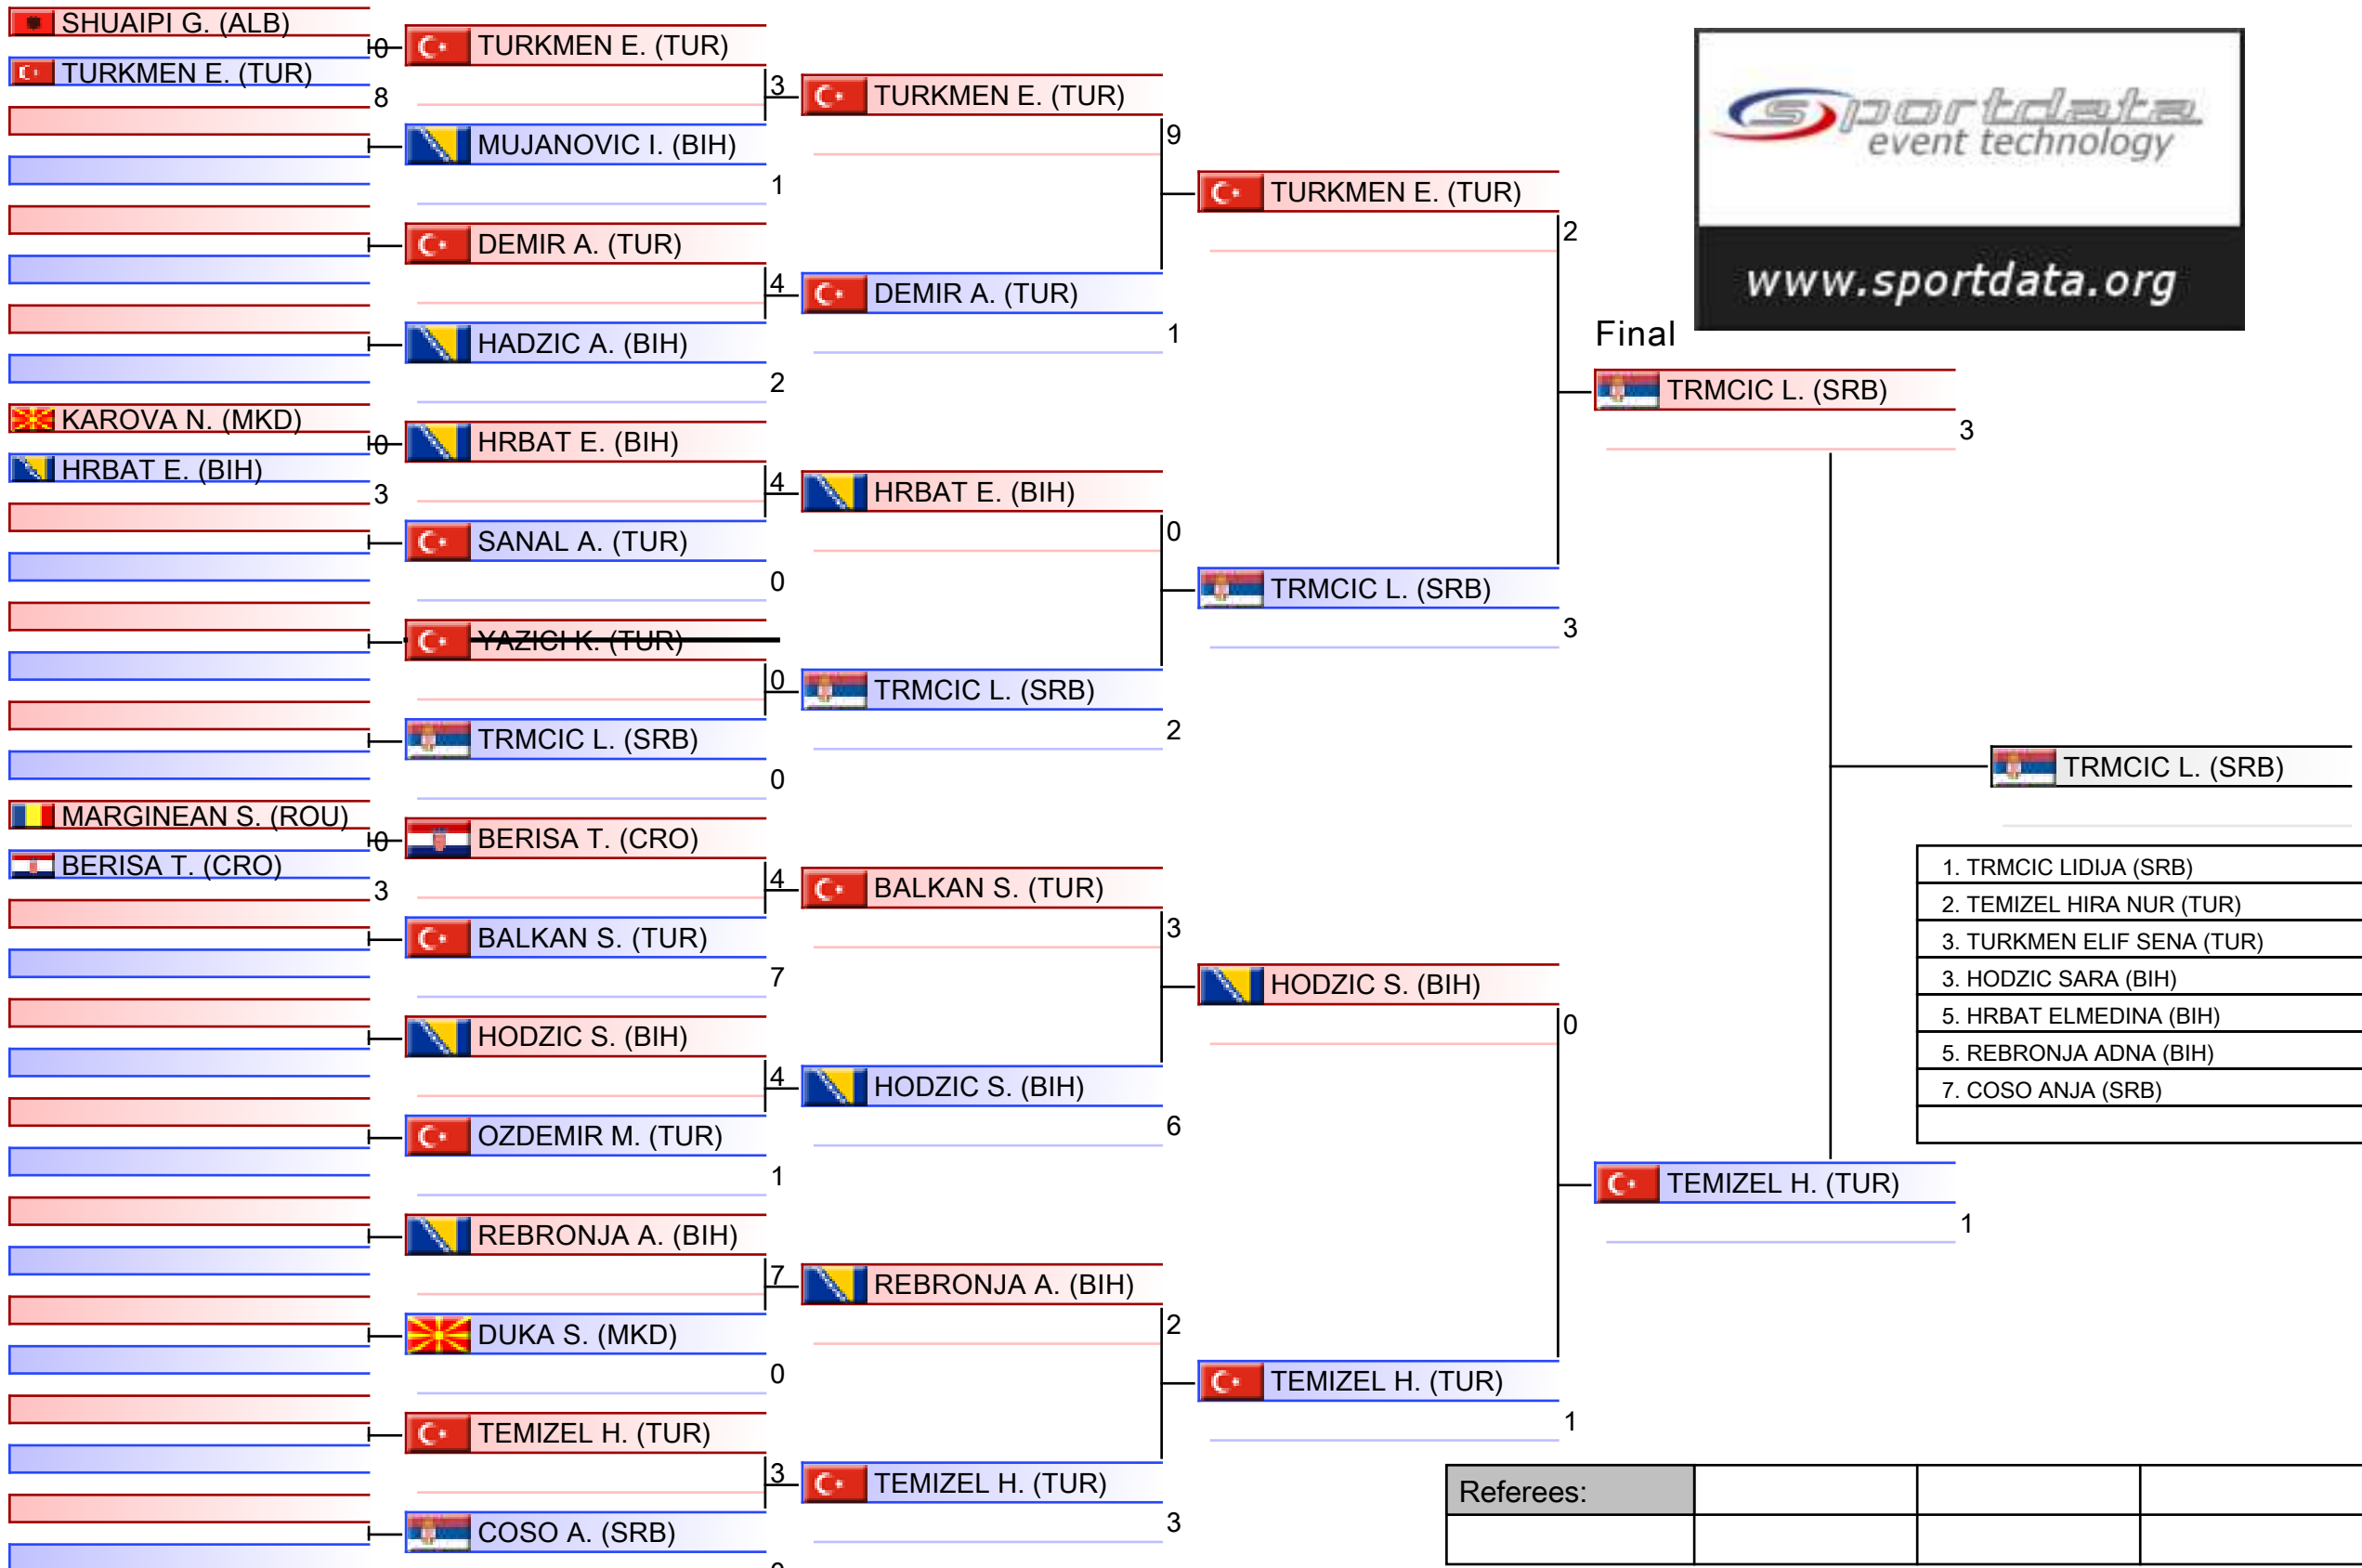 SHUAIPI G. (ALB)
0
TURKMEN E. (TUR)
8
KAROVA N. (MKD)
0
HRBAT E. (BIH)
3
MARGINEAN S. (ROU)
0
BERISA T. (CRO)
3
TURKMEN E. (TUR)
3
MUJANOVIC I. (BIH)
1
DEMIR A. (TUR)
4
HADZIC A. (BIH)
2
HRBAT E. (BIH)
4
SANAL A. (TUR)
0
YAZICI K. (TUR)
0
TRMCIC L. (SRB)
0
BERISA T. (CRO)
4
BALKAN S. (TUR)
7
HODZIC S. (BIH)
4
OZDEMIR M. (TUR)
1
REBRONJA A. (BIH)
7
DUKA S. (MKD)
0
TEMIZEL H. (TUR)
3
COSO A. (SRB)
TURKMEN E. (TUR)
9
DEMIR A. (TUR)
1
HRBAT E. (BIH)
0
TRMCIC L. (SRB)
2
BALKAN S. (TUR)
3
HODZIC S. (BIH)
6
REBRONJA A. (BIH)
2
TEMIZEL H. (TUR)
3
TURKMEN E. (TUR)
2
TRMCIC L. (SRB)
3
HODZIC S. (BIH)
0
TEMIZEL H. (TUR)
1
sportdata
event technology
www.sportdata.org
Final
TRMCIC L. (SRB)
3
TEMIZEL H. (TUR)
1
TRMCIC L. (SRB)
1. TRMCIC LIDIJA (SRB)
2. TEMIZEL HIRA NUR (TUR)
3. TURKMEN ELIF SENA (TUR)
3. HODZIC SARA (BIH)
5. HRBAT ELMEDINA (BIH)
5. REBRONJA ADNA (BIH)
7. COSO ANJA (SRB)
Referees: